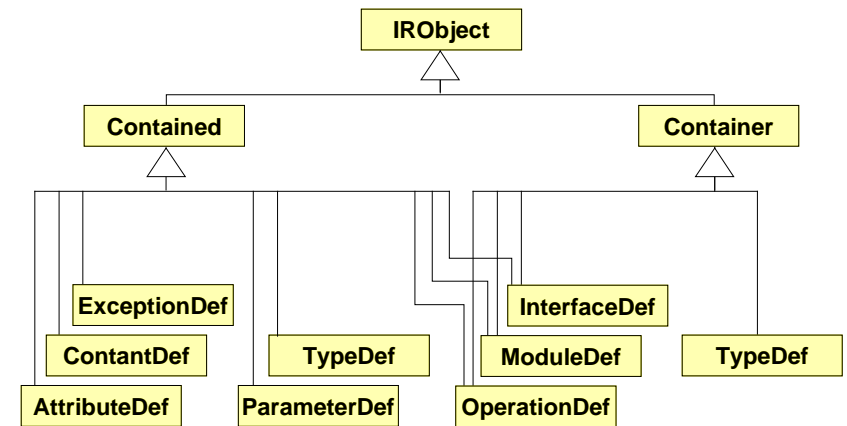 IRObject
Contained
Container
ExceptionDef
InterfaceDef
ContantDef
TypeDef
ModuleDef
TypeDef
AttributeDef
ParameterDef
OperationDef